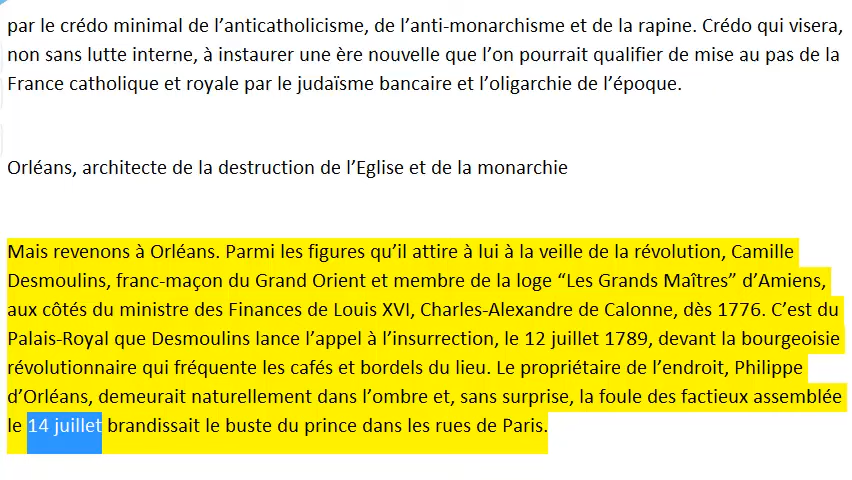 par le crédo minimal de l’anticatholicisme, de l’anti-monarchisme et de la rapine. Crédo qui visera,
non sans lutte interne, à instaurer une ère nouvelle que l’on pourrait qualifier de mise au pas de la
France catholique et royale par le judaïsme bancaire et l’oligarchie de l’époque.
Orléans, architecte de la destruction de l’Eglise et de la monarchie
Mais revenons à Orléans. Parmi les figures qu’il attire à lui à la veille de la révolution, Camille
Desmoulins, franc-maçon du Grand Orient et membre de la loge “Les Grands Maîtres” d’Amiens,
aux côtés du ministre des Finances de Louis XVI, Charles-Alexandre de Calonne, dès 1776. C’est du
Palais-Royal que Desmoulins lance l’appel à l’insurrection, le 12 juillet 1789, devant la bourgeoisie
révolutionnaire qui fréquente les cafés et bordels du lieu. Le propriétaire de l’endroit, Philippe
d’Orléans, demeurait naturellement dans l’ombre et, sans surprise, la foule des factieux assemblée
le 14 juillet brandissait le buste du prince dans les rues de Paris.